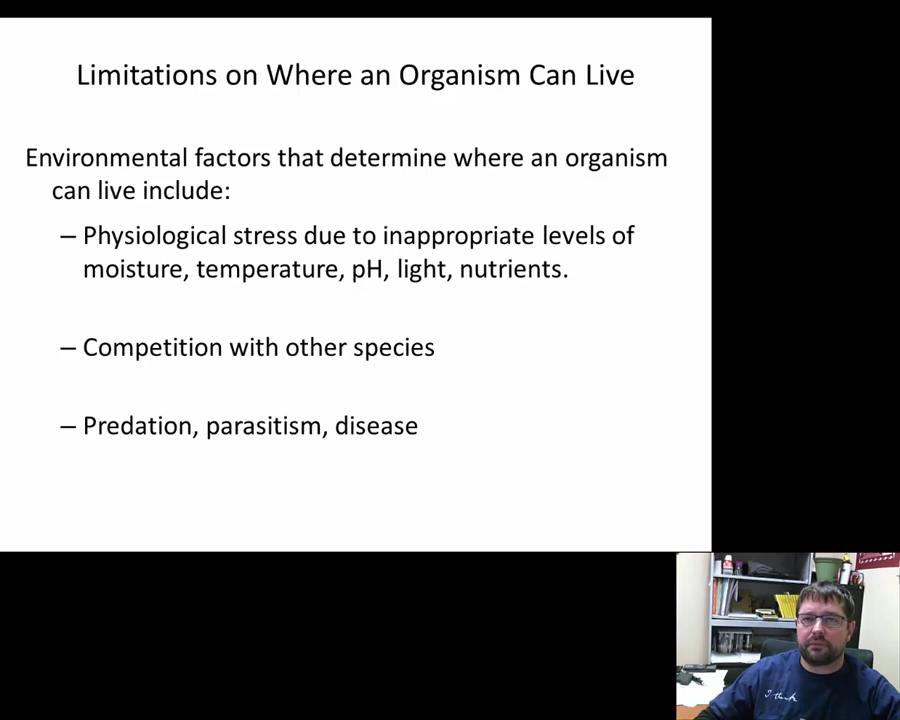 Limitations on Where an Organism Can Live
Environmental factors that determine where an organism
can live include:
– Physiological stress due to inappropriate levels of
moisture, temperature, pH, light, nutrients.
– Competition with other species
– Predation, parasitism, disease
I think